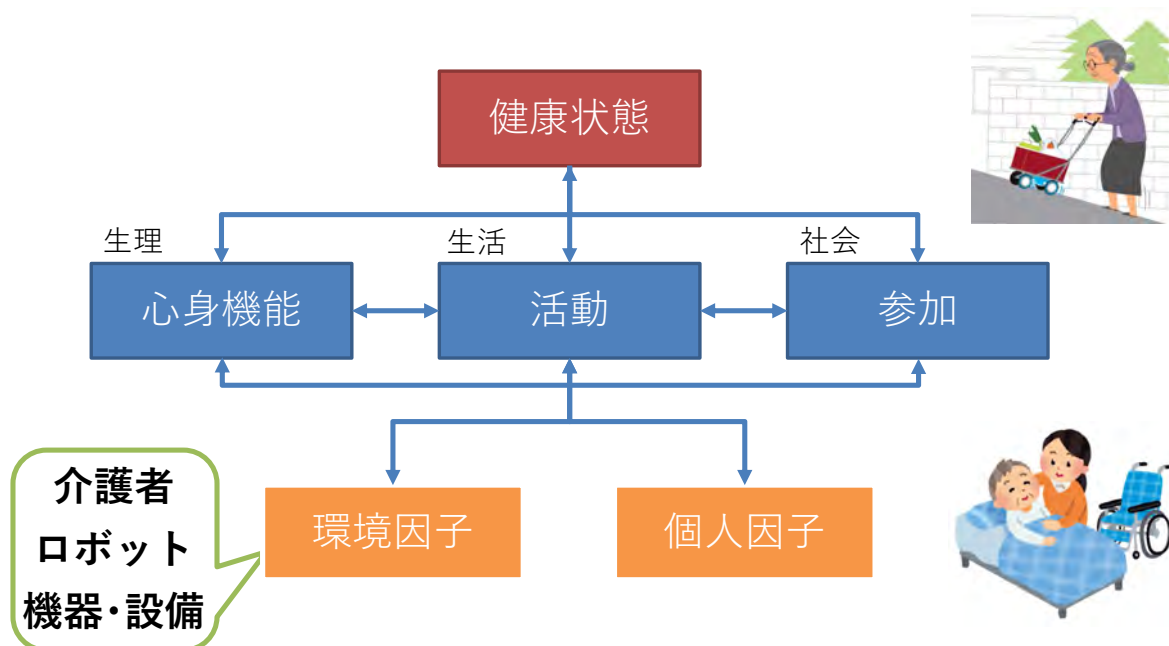 健康状態
生理
生活
社会
心身機能
活動
参加
介護者
ロボット
機器・設備
環境因子
個人因子